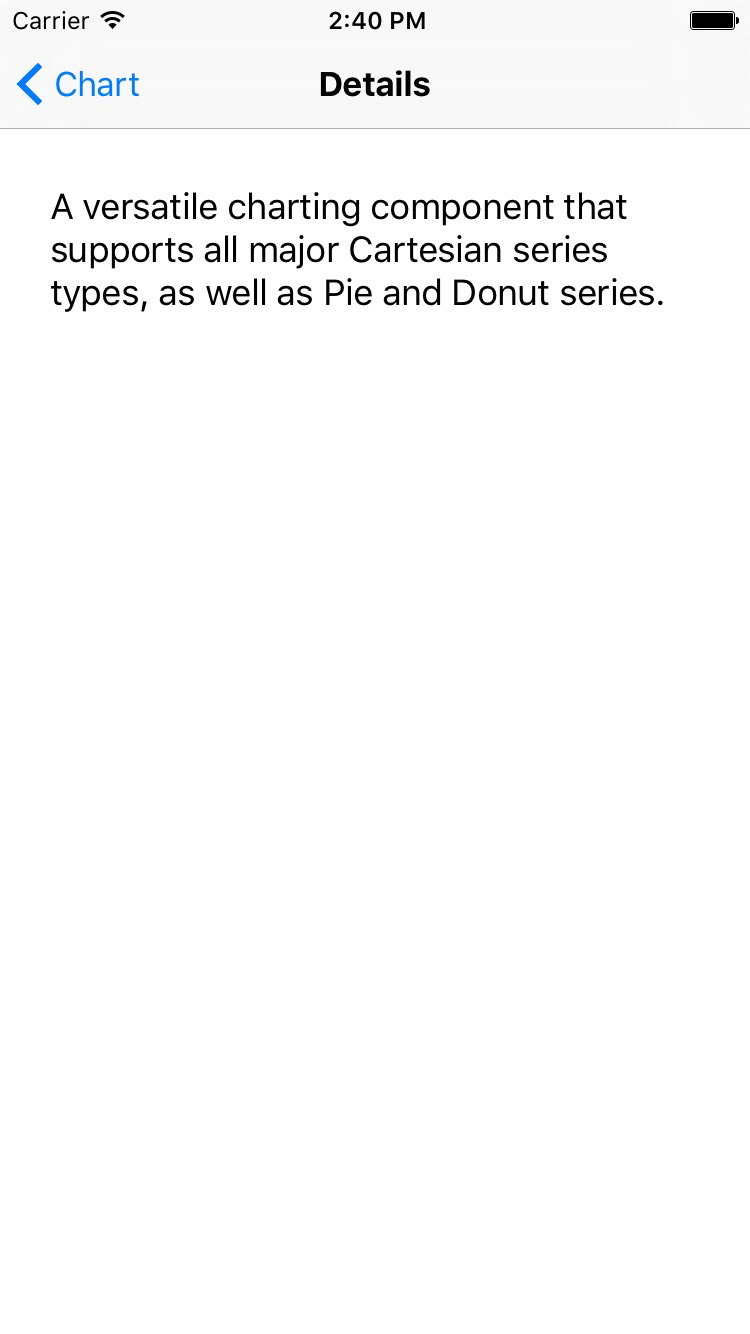 Carrier 2:40 PM
Chart Details
A versatile charting component that
supports all major Cartesian series
types, as well as Pie and Donut series.